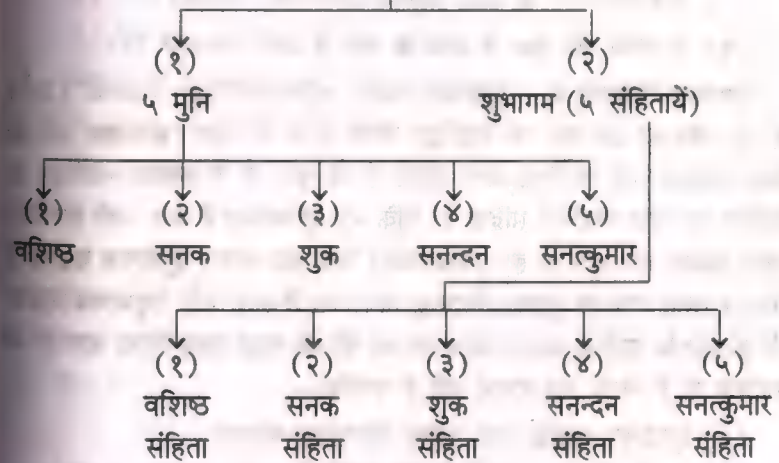 (१) (२)
५ मुनि शुभागम (५ संहितायें)
(१) (२) (३) (४) (५)
वशिष्ठ सनक शुक सनन्दन सनत्कुमार
(१) (२) (३) (४) (५)
वशिष्ठ सनक शुक सनन्दन सनत्कुमार
संहिता संहिता संहिता संहिता संहिता